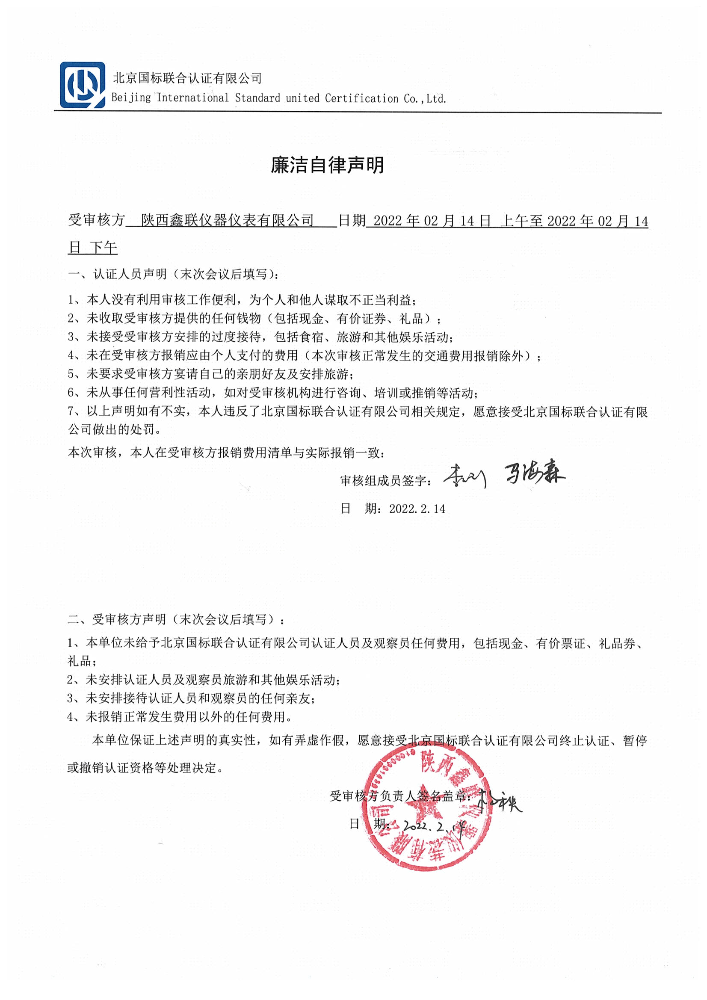 北京国标联合认证有限公司
Beijing International Standard united Certification Co.,Ltd.
廉洁自律声明
受审核方 陕西鑫联仪器仪表有限公司 日期 2022 年 02 月 14 日 上午至 2022 年 02 月 14
日 下午
一、认证人员声明（末次会议后填写）：
1、本人没有利用审核工作便利，为个人和他人谋取不正当利益；
2、未收取受审核方提供的任何钱物（包括现金、有价证券、礼品）；
3、未接受受审核方安排的过度接待，包括食宿、旅游和其他娱乐活动；
4、未在受审核方报销应由个人支付的费用（本次审核正常发生的交通费用报销除外）；
5、未要求受审核方宴请自己的亲朋好友及安排旅游；
6、未从事任何营利性活动，如对受审核机构进行咨询、培训或推销等活动；
7、以上声明如有不实，本人违反了北京国标联合认证有限公司相关规定，愿意接受北京国标联合认证有限
公司做出的处罚。
本次审核，本人在受审核方报销费用清单与实际报销一致：
审核组成员签字： 马海森
日 期：2022.2.14
二、受审核方声明（末次会议后填写）：
1、本单位未给予北京国标联合认证有限公司认证人员及观察员任何费用，包括现金、有价票证、礼品券、
礼品；
2、未安排认证人员及观察员旅游和其他娱乐活动；
3、未安排接待认证人员和观察员的任何亲友；
4、未报销正常发生费用以外的任何费用。
本单位保证上述声明的真实性，如有弄虚作假，愿意接受北京国标联合认证有限公司终止认证、暂停
或撤销认证资格等处理决定。
受审核方负责人签名盖章：
日 期： 2022.2.14
陕西鑫联仪器仪表有限公司